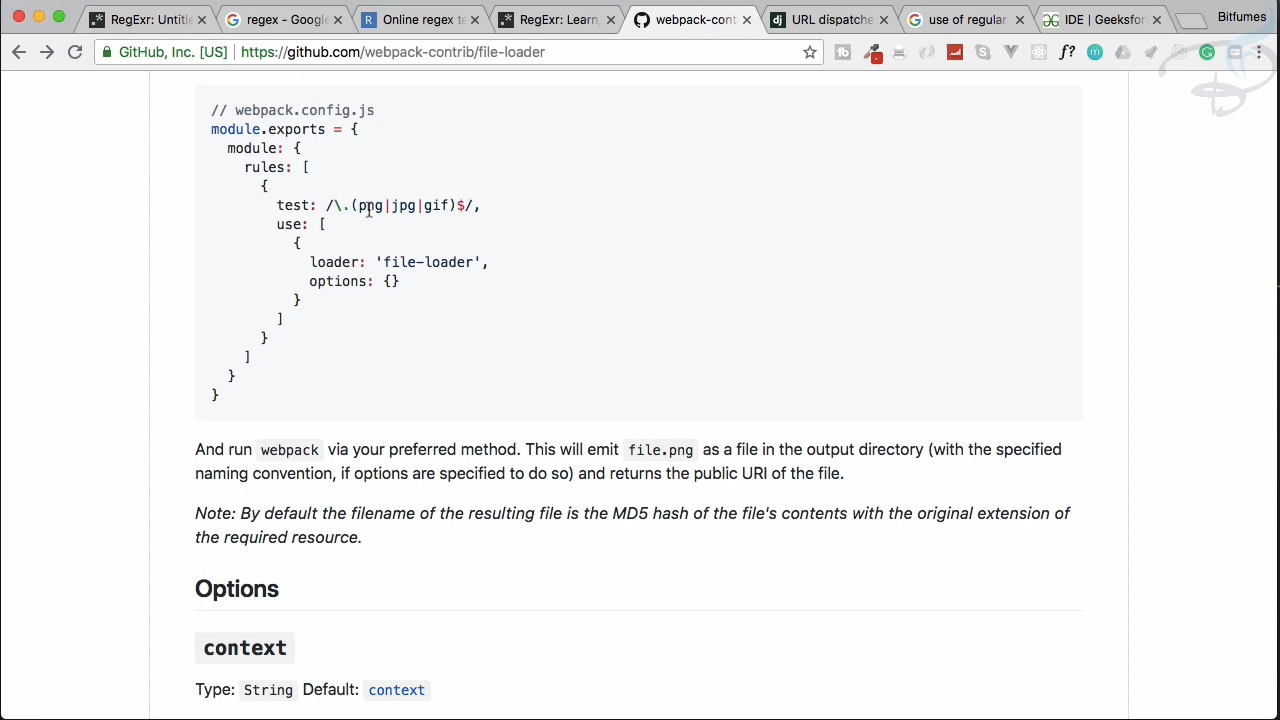 RegExr: Untitle
regex - Google
Online regex te
RegExr: Learn,
webpack-cont
URL dispatche
use of regular
IDE | Geeksfor
Bitfumes
GitHub, Inc. [US] https://github.com/webpack-contrib/file-loader
// webpack.config.js
module.exports = {
module: {
rules: [
{
test: /\.(png|jpg|gif)$/,
use: [
{
loader: 'file-loader',
options: {}
}
]
}
]
}
}
And run webpack via your preferred method. This will emit file.png as a file in the output directory (with the specified
naming convention, if options are specified to do so) and returns the public URI of the file.
Note: By default the filename of the resulting file is the MD5 hash of the file's contents with the original extension of
the required resource.
Options
context
Type: String Default: context